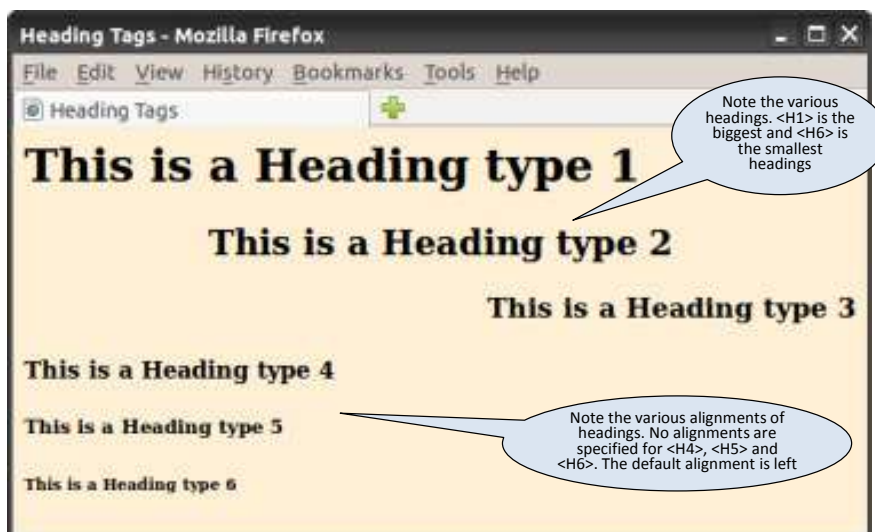 Heading Tags - Mozilla Firefox
File Edit View History Bookmarks Tools Help
Heading Tags
Note the various
headings. <H1> is the
biggest and <H6> is
the smallest
headings
This is a Heading type 1
This is a Heading type 2
This is a Heading type 3
This is a Heading type 4
This is a Heading type 5
Note the various alignments of
headings. No alignments are
specified for <H4>, <H5> and
<H6>. The default alignment is left
This is a Heading type 6